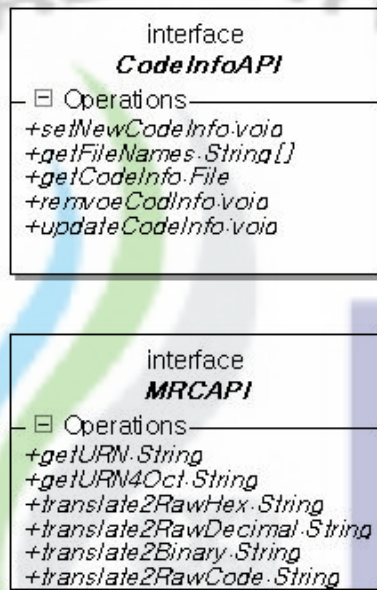 interface
CodeInfoAPI
Operations
+setNewCodeInfo:void
+getFileNames:String[]
+getCodeInfo:File
+remvoeCodInfo:void
+updateCodeInfo:void
interface
MRCAPI
Operations
+getURN:String
+getURN4Oct:String
+translate2RawHex:String
+translate2RawDecimal:String
+translate2Binary:String
+translate2RawCode:String